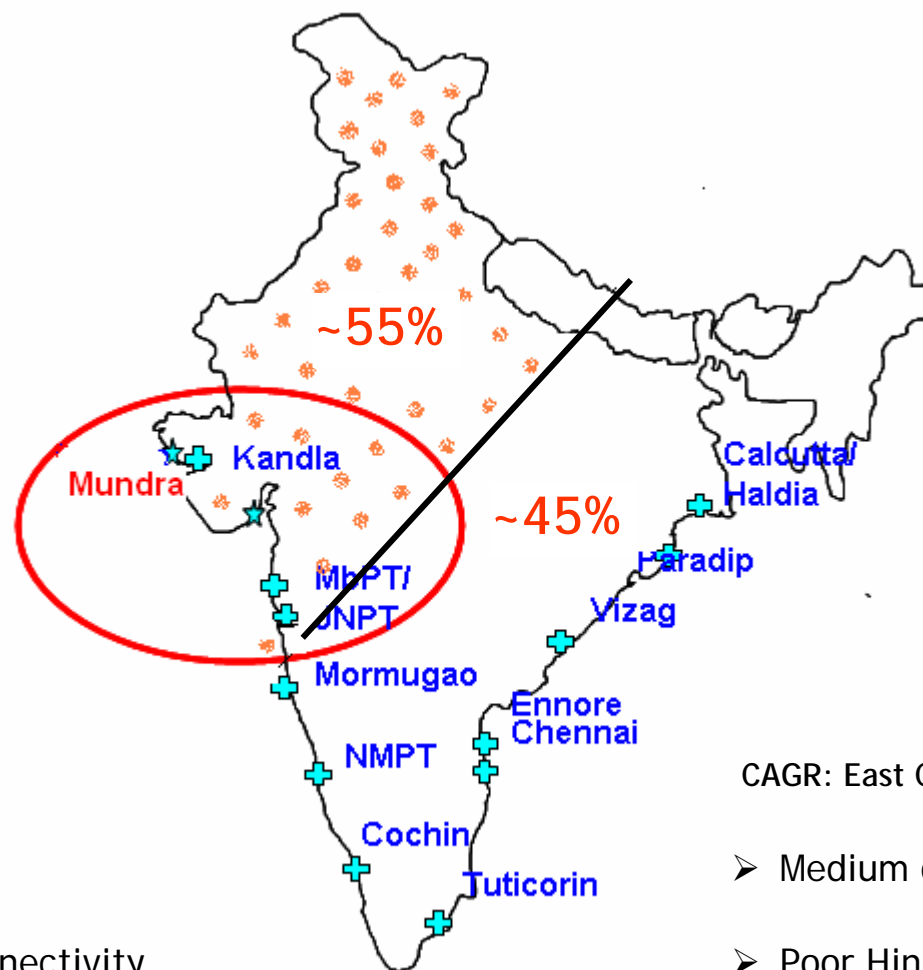 ~55%
Kandla
Mundra
~45%
Calcutta/
Haldia
Paradip
MbPT/
JNPT
Vizag
Mormugao
Ennore
Chennai
NMPT
CAGR: East
Cochin
Medium
Tuticorin
nectivity
➢ Poor Hin